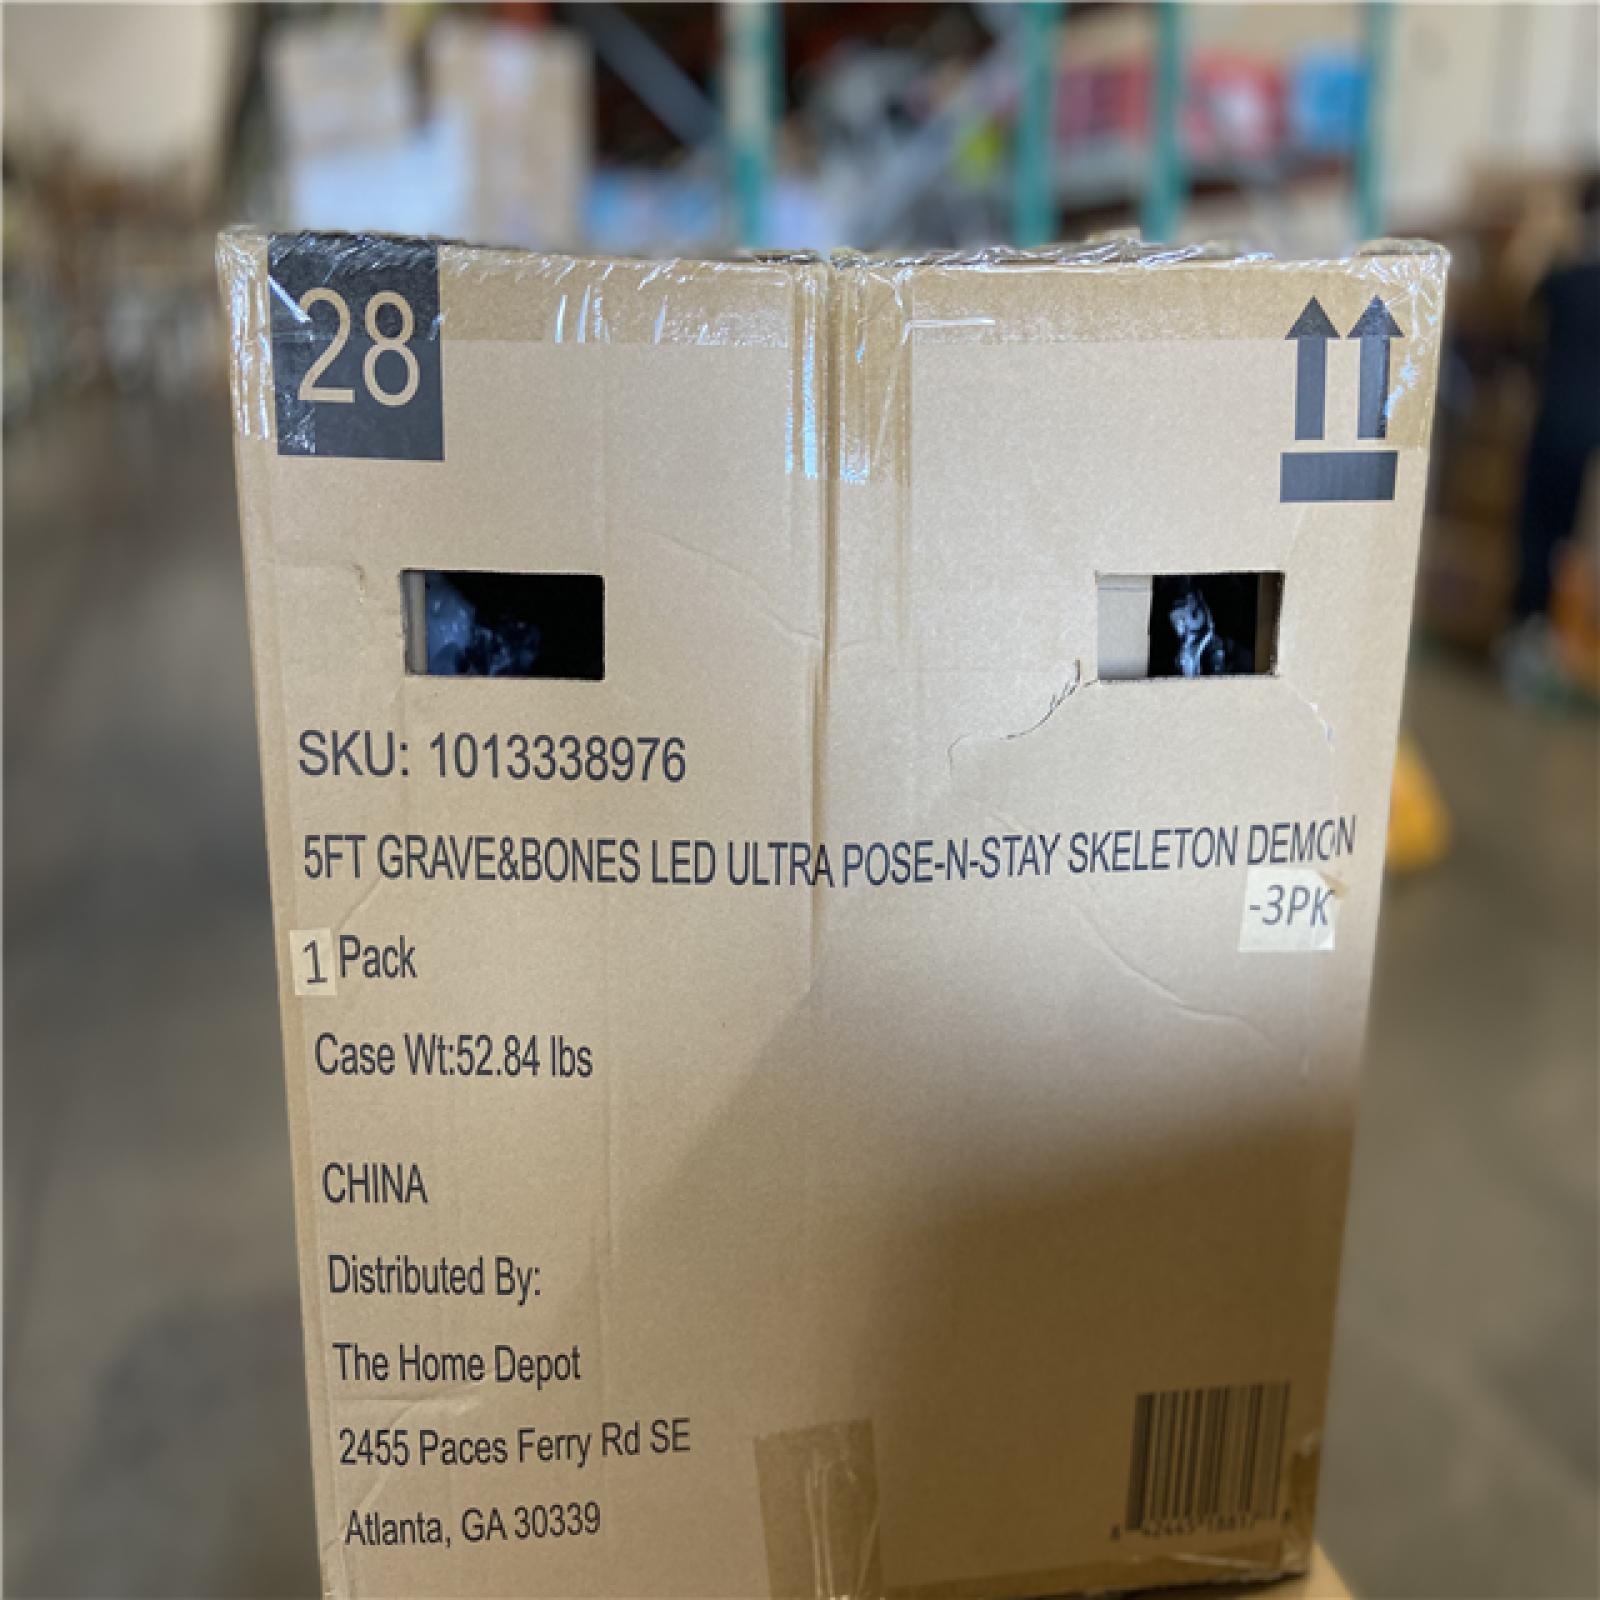 28
SKU: 1013338976
5FT GRAVE&BONES LED ULTRA POSE-N-STAY SKELETON DEMON
-3PK
1 Pack
Case Wt:52.84 lbs
CHINA
Distributed By:
The Home Depot
2455 Paces Ferry Rd SE
Atlanta, GA 30339